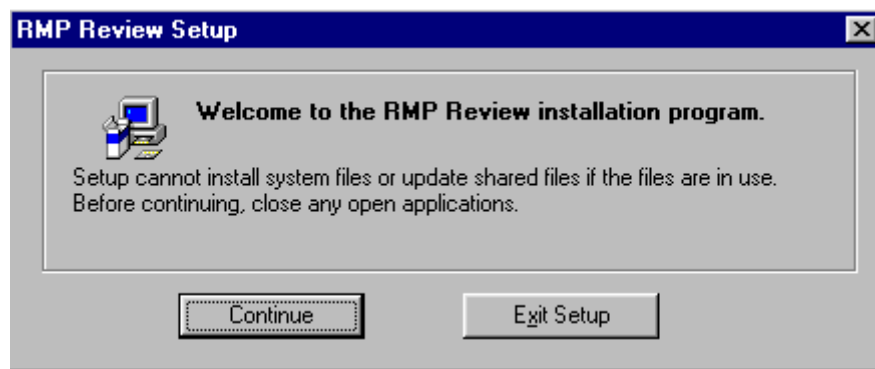 RMP Review Setup
Welcome to the RMP Review installation program.
Setup cannot install system files or update shared files if the files are in use.
Before continuing, close any open applications.
Continue
Exit Setup